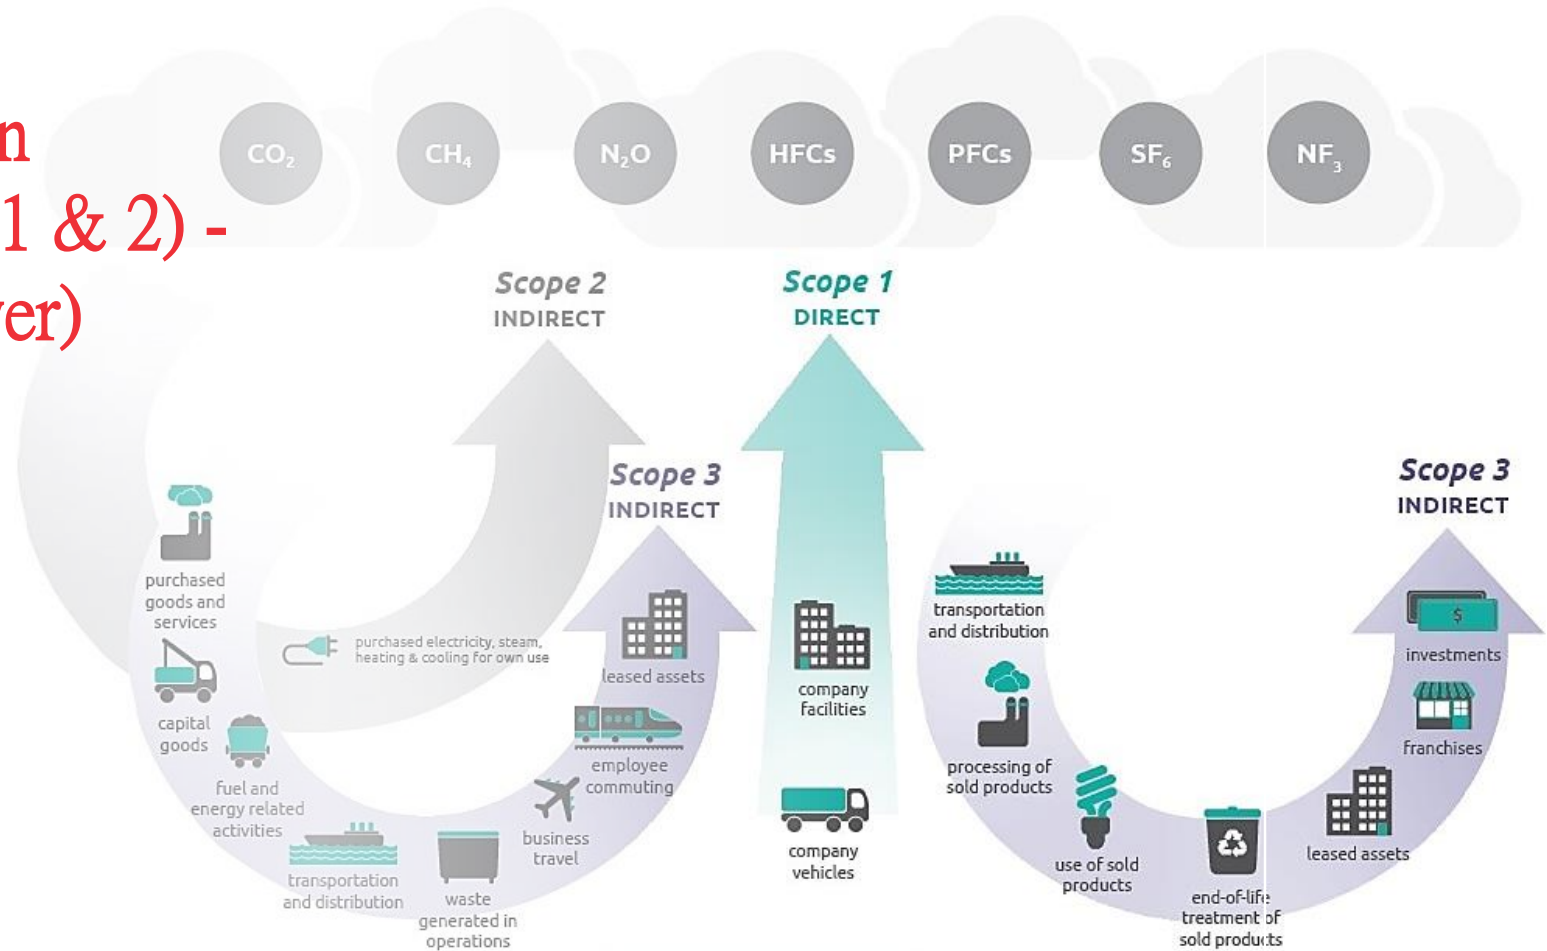 n
1 & 2) -
ver)
CO₂
CH₄
N₂O
HFCs
PFCs
SF₆
NF₃
Scope 2
INDIRECT
Scope 1
DIRECT
Scope 3
INDIRECT
Scope 3
INDIRECT
purchased
goods and
services
capital
goods
fuel and
energy related
activities
transportation
and distribution
waste
generated in
operations
business
travel
employee
commuting
leased assets
purchased electricity, steam,
heating & cooling for own use
company
facilities
company
vehicles
transportation
and distribution
processing of
sold products
use of sold
products
end-of-life
treatment of
sold products
leased assets
franchises
investments
$